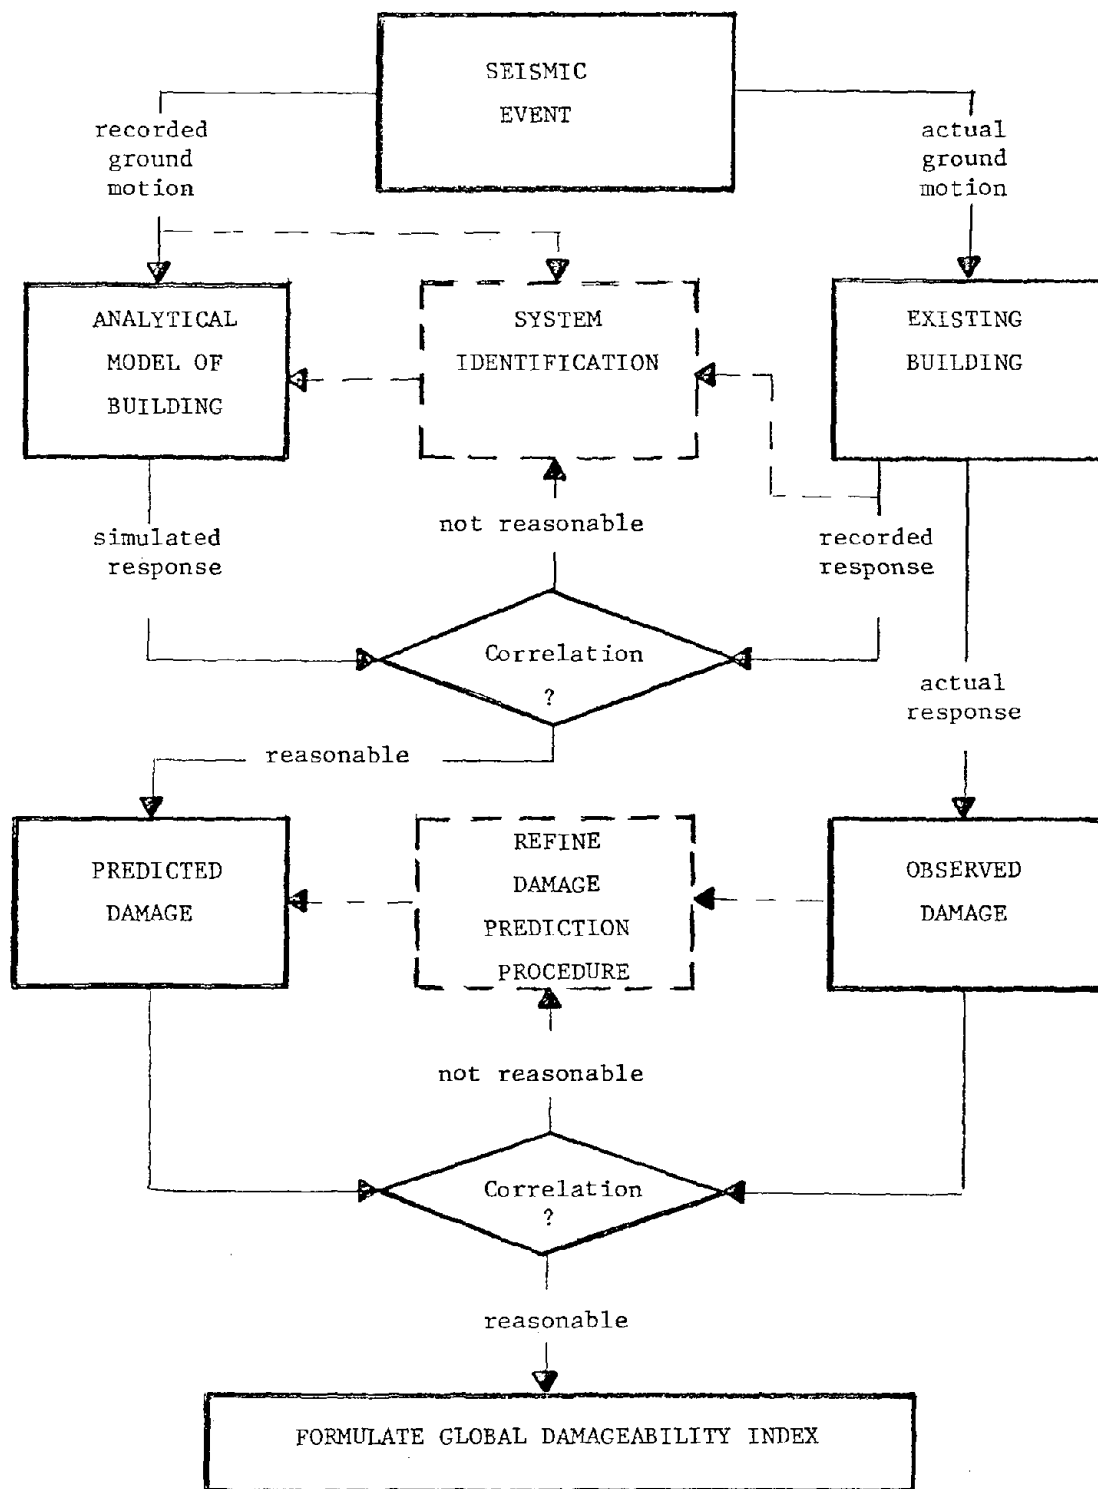 SEISMIC
EVENT
recorded
ground
motion
actual
ground
motion
ANALYTICAL
MODEL OF
BUILDING
SYSTEM
IDENTIFICATION
EXISTING
BUILDING
simulated
response
not reasonable
recorded
response
Correlation
?
actual
response
reasonable
PREDICTED
DAMAGE
REFINE
DAMAGE
PREDICTION
PROCEDURE
OBSERVED
DAMAGE
not reasonable
Correlation
?
reasonable
FORMULATE GLOBAL DAMAGEABILITY INDEX